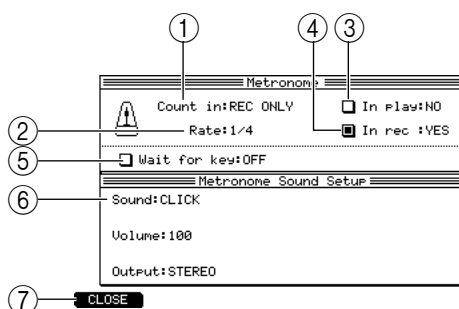 ① ④ ③
Metronome
Count in:REC ONLY
In play:NO
② Rate:1/4
In rec :YES
⑤ Wait for key:OFF
Metronome Sound Setup
⑥ Sound:CLICK
Volume:100
Output:STEREO
⑦ CLOSE